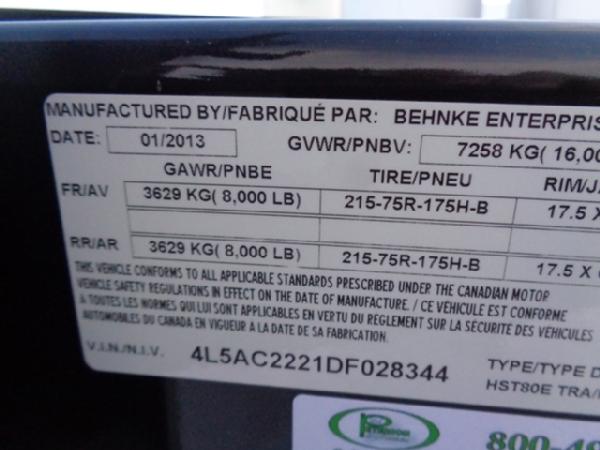 MANUFACTURED BY/FABRIQUÉ PAR: BEHNKE ENTERPRIS
DATE: 01/2013 GVWR/PNBV: 7258 KG( 16,00
GAWR/PNBE TIRE/PNEU RIM/J
FR/AV 3629 KG( 8,000 LB) 215-75R-175H-B 17.5 X
RR/AR 3629 KG( 8,000 LB) 215-75R-175H-B 17.5 X
THIS VEHICLE CONFORMS TO ALL APPLICABLE STANDARDS PRESCRIBED UNDER THE CANADIAN MOTOR
VEHICLE SAFETY REGULATIONS IN EFFECT ON THE DATE OF MANUFACTURE. / CE VÉHICULE EST CONFORME
A TOUTES LES NORMES QUI LUI SONT APPLICABLES EN VERTU DU REGLEMENT SUR LA SÉCURITE DES VÉHICULES
AUTOMOBILES DU CANADA EN VIGUEUR A LA DATE DE SA FABRICATION.
V.I.N./N.I.V. 4L5AC2221DF028344 TYPE/TYPE D
HST80E TRA/
800-49